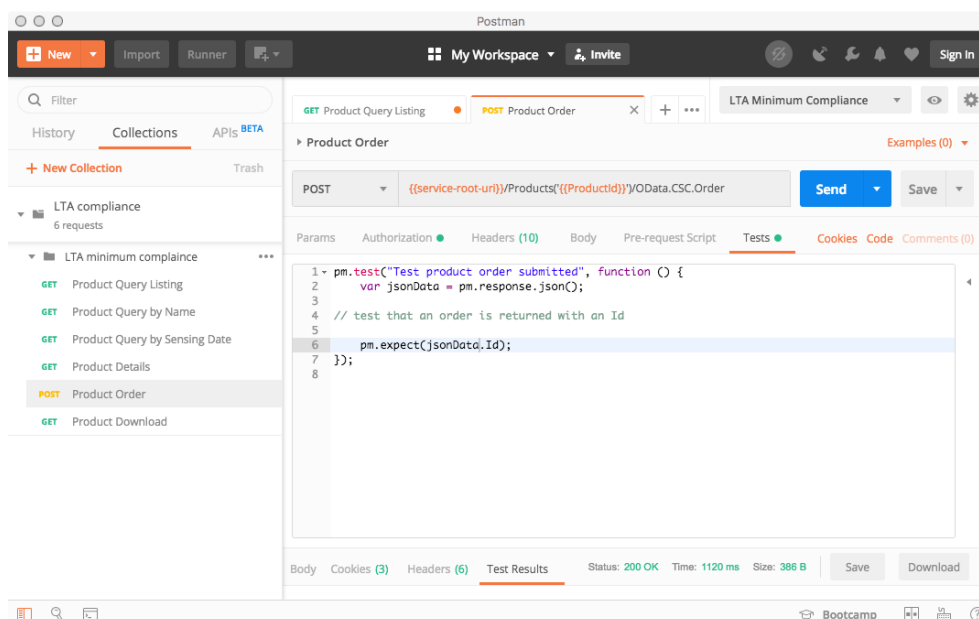 Postman
New Import Runner My Workspace Invite Sign In
Filter
History Collections APIs BETA
+ New Collection Trash
LTA compliance
6 requests
LTA minimum complaince
GET Product Query Listing
GET Product Query by Name
GET Product Query by Sensing Date
GET Product Details
POST Product Order
GET Product Download
GET Product Query Listing POST Product Order LTA Minimum Compliance
Product Order Examples (0)
POST {{service-root-uri}}/Products('{{ProductId}}')/OData.CSC.Order Send Save
Params Authorization Headers (10) Body Pre-request Script Tests Cookies Code Comments (0)
1 pm.test("Test product order submitted", function () {
2 var jsonData = pm.response.json();
3
4 // test that an order is returned with an Id
5
6 pm.expect(jsonData.Id);
7 });
8
Body Cookies (3) Headers (6) Test Results Status: 200 OK Time: 1120 ms Size: 386 B Save Download
Bootcamp